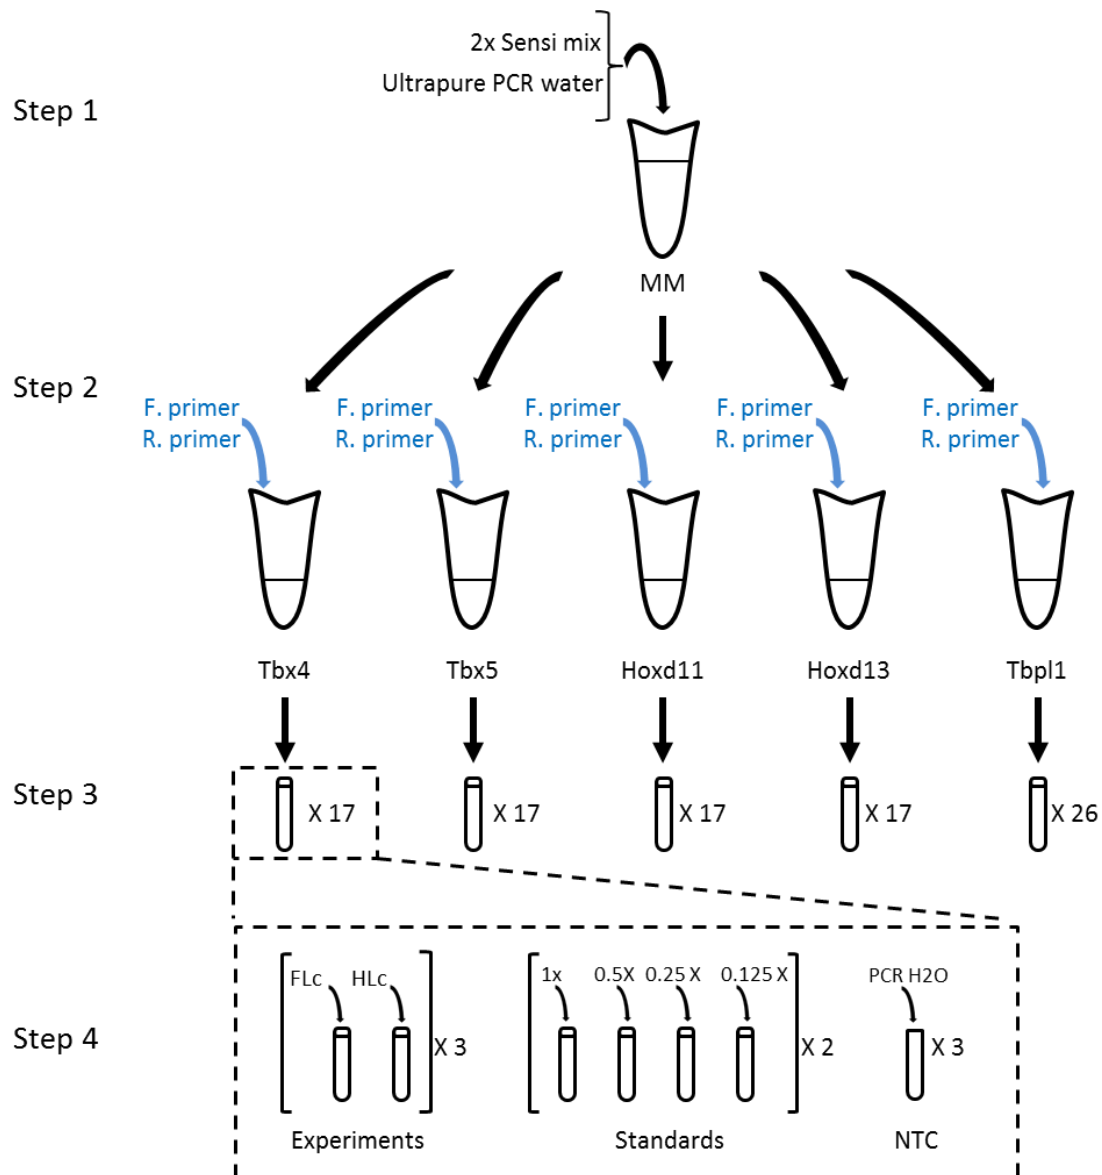 2x Sensi mix
Ultrapure PCR water
Step 1
MM
Step 2
F. primer F. primer F. primer F. primer F. primer
R. primer R. primer R. primer R. primer R. primer
Tbx4 Tbx5 Hoxd11 Hoxd13 Tbpl1
Step 3
X 17 X 17 X 17 X 17 X 26
FLc HLc 1x 0.5X 0.25 X 0.125 X PCR H2O
Step 4
X 3 X 2 X 3
Experiments Standards NTC